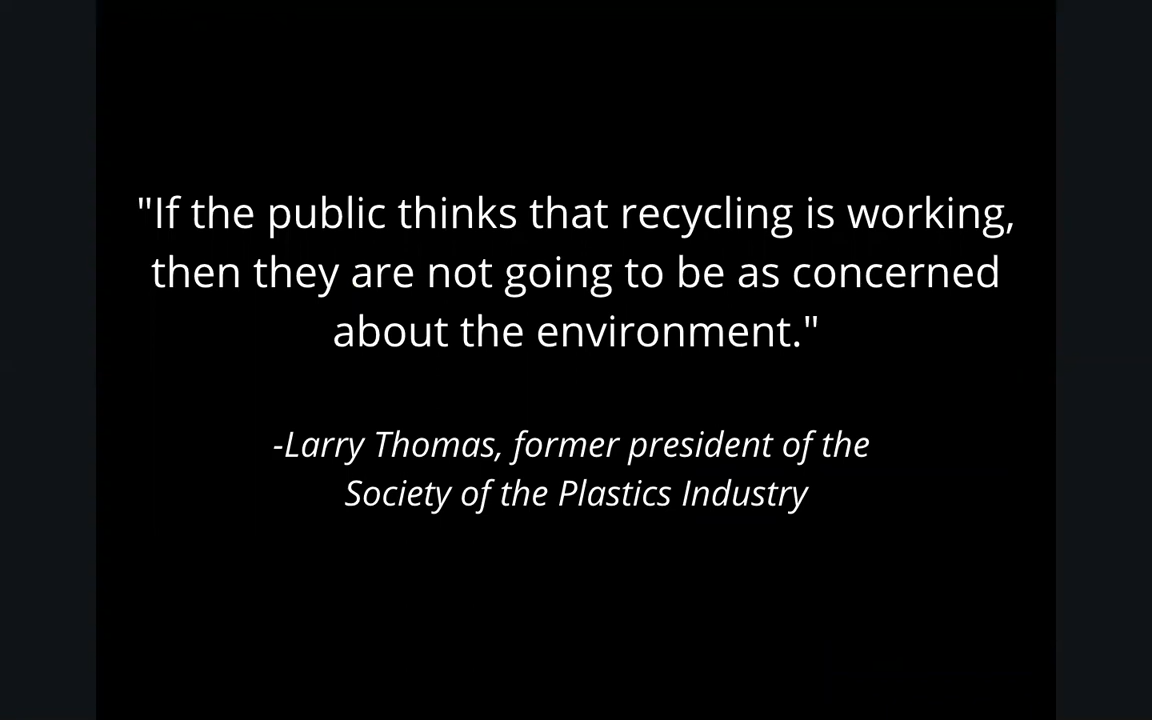 "If the public thinks that recycling is working,
then they are not going to be as concerned
about the environment."
-Larry Thomas, former president of the
Society of the Plastics Industry